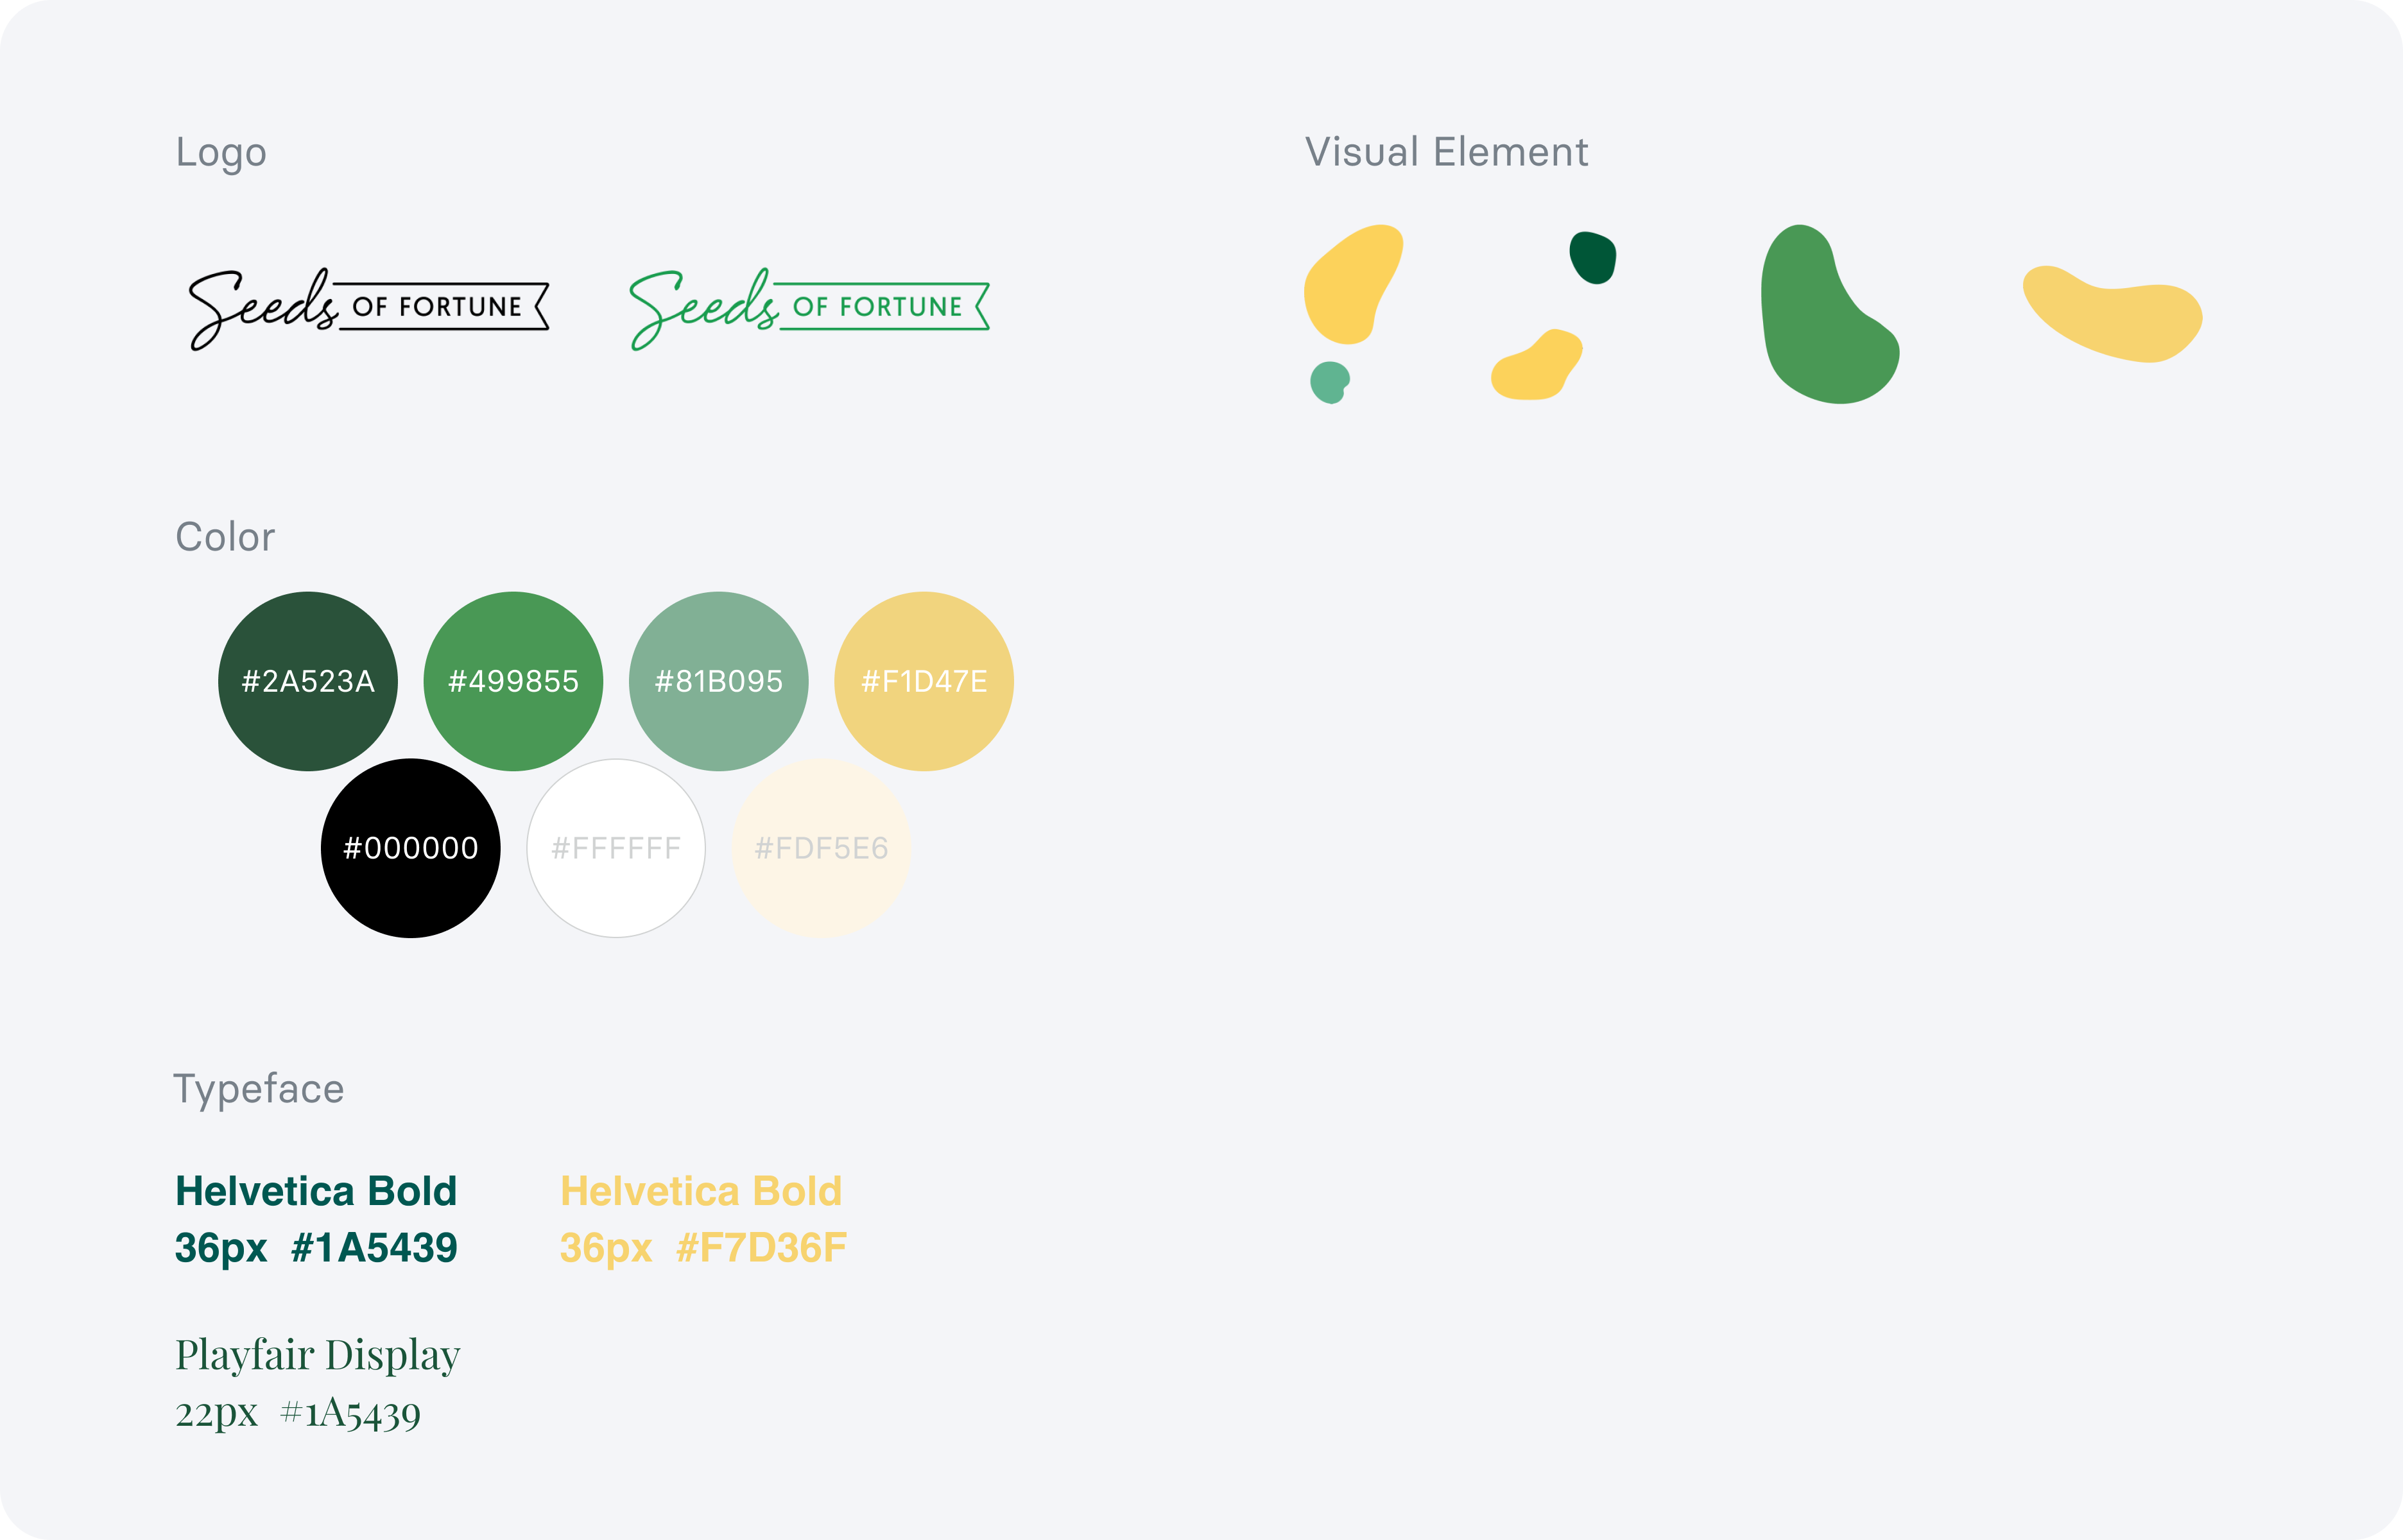 Logo
Visual Element
Seeds OF FORTUNE
Seeds OF FORTUNE
Color
#2A523A
#499855
#81B095
#F1D47E
#000000
#FFFFFF
#FDF5E6
Typeface
Helvetica Bold
36px #1A5439
Helvetica Bold
36px #F7D36F
Playfair Display
22px #1A5439